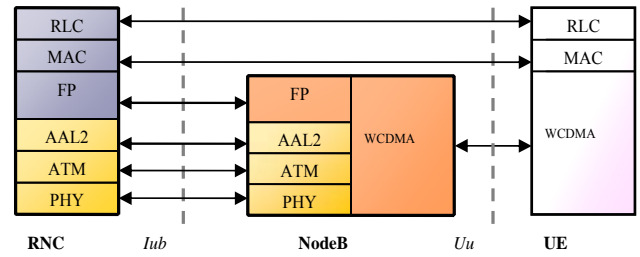 RLC
MAC
FP
AAL2
ATM
PHY
FP
AAL2
ATM
PHY
WCDMA
RLC
MAC
WCDMA
RNC Iub NodeB Uu UE